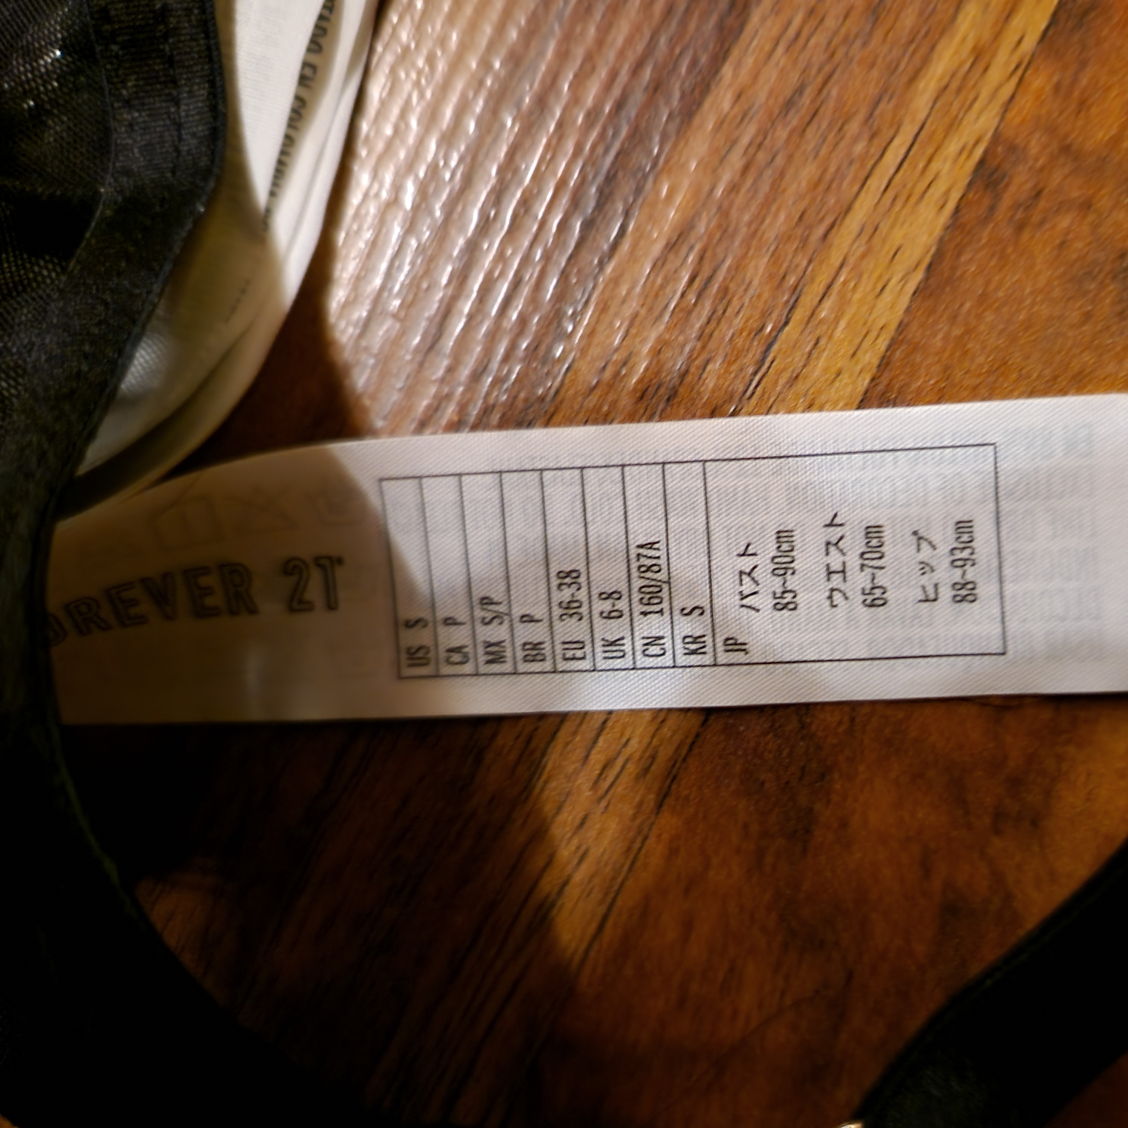 FOREVER 21
US S
CA P
MX S/P
BR P
EU 36-38
UK 6-8
CN 160/87A
KR S
JP
バスト
85~90cm
ウエスト
65~70cm
ヒップ
88~93cm